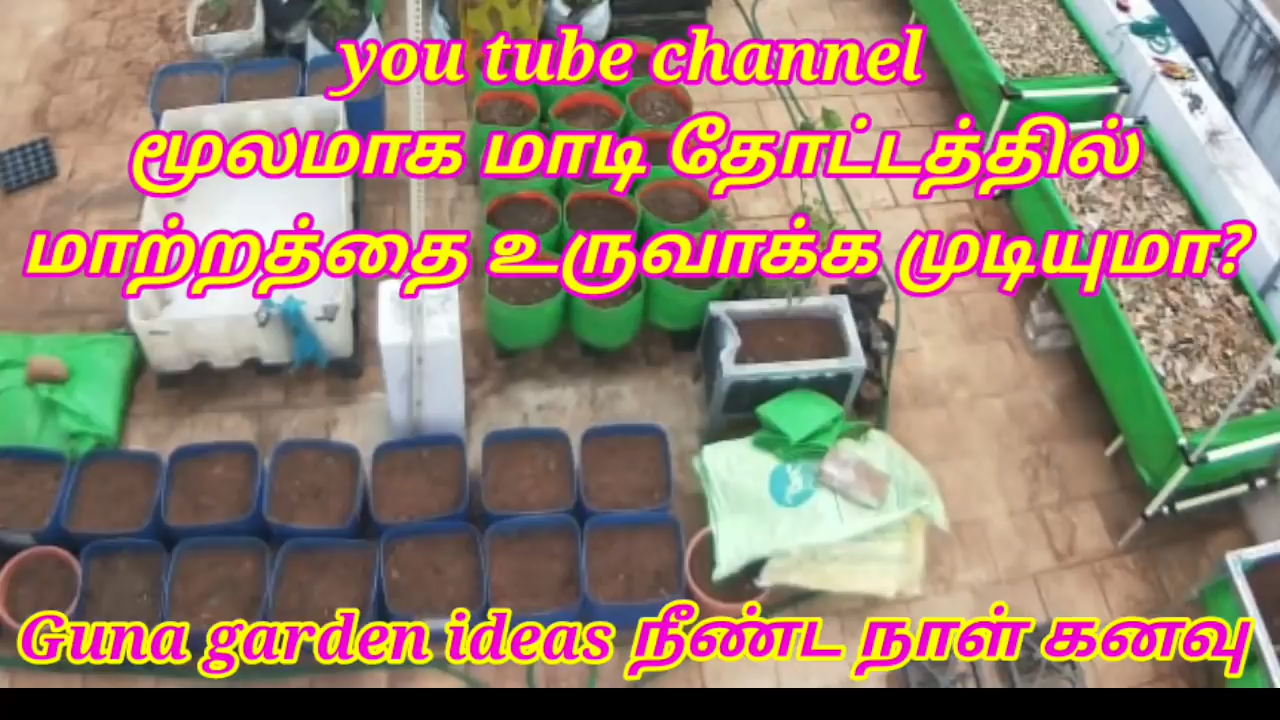 you tube channel
மூலமாக மாடி தோட்டத்தில்
மாற்றத்தை உருவாக்க முடியுமா?
Guna garden ideas நீண்ட நாள் கனவு